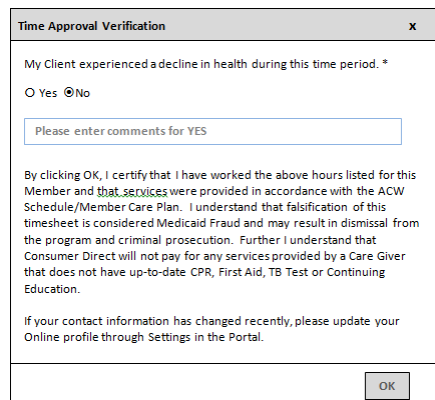 Time Approval Verification x
My Client experienced a decline in health during this time period. *
Yes No
Please enter comments for YES
By clicking OK, I certify that I have worked the above hours listed for this
Member and that services were provided in accordance with the ACW
Schedule/Member Care Plan. I understand that falsification of this
timesheet is considered Medicaid Fraud and may result in dismissal from
the program and criminal prosecution. Further I understand that
Consumer Direct will not pay for any services provided by a Care Giver
that does not have up-to-date CPR, First Aid, TB Test or Continuing
Education.
If your contact information has changed recently, please update your
Online profile through Settings in the Portal.
OK